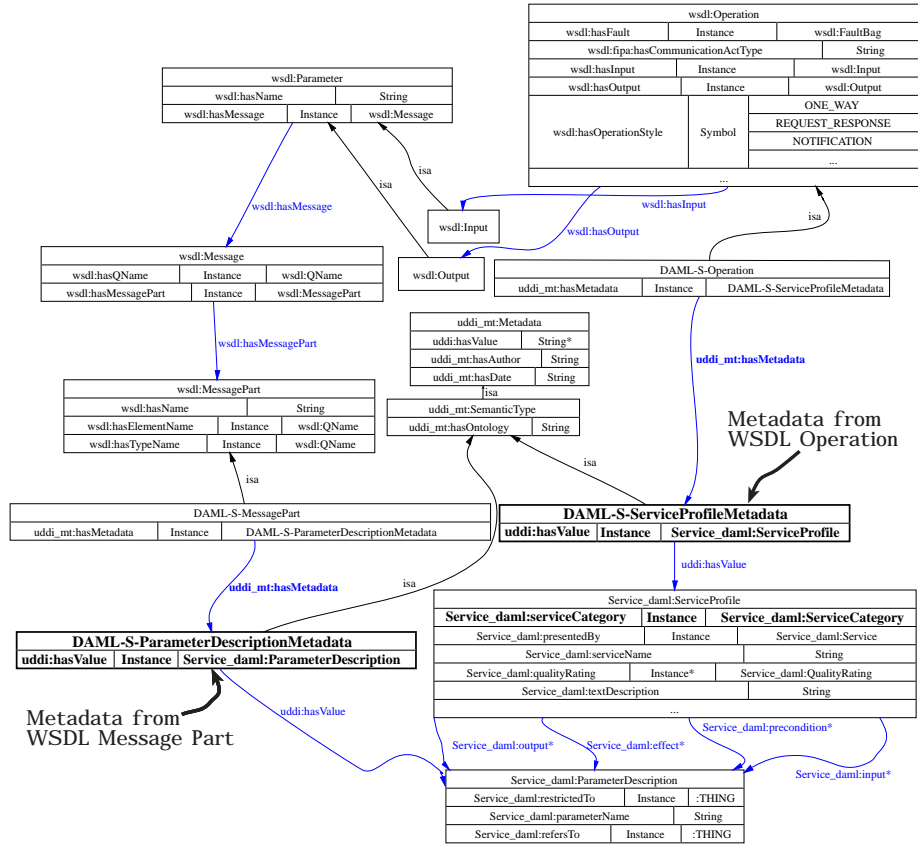 wsdl:Operation
wsdl:hasFault Instance wsdl:FaultBag
wsdl:fipa:hasCommunicationActType String
wsdl:hasInput Instance wsdl:Input
wsdl:hasOutput Instance wsdl:Output
wsdl:hasOperationStyle Symbol
ONE_WAY
REQUEST_RESPONSE
NOTIFICATION
...
...
wsdl:Parameter
wsdl:hasName String
wsdl:hasMessage Instance wsdl:Message
isa
isa
wsdl:hasMessage
wsdl:hasInput
wsdl:hasOutput
isa
wsdl:Input
wsdl:Output
wsdl:Message
wsdl:hasQName Instance wsdl:QName
wsdl:hasMessagePart Instance wsdl:MessagePart
DAML-S-Operation
uddi_mt:hasMetadata Instance DAML-S-ServiceProfileMetadata
wsdl:hasMessagePart
uddi_mt:Metadata
uddi:hasValue String*
uddi_mt:hasAuthor String
uddi_mt:hasDate String
isa
uddi_mt:hasMetadata
wsdl:MessagePart
wsdl:hasName String
wsdl:hasElementName Instance wsdl:QName
wsdl:hasTypeName Instance wsdl:QName
uddi_mt:SemanticType
uddi_mt:hasOntology String
Metadata from
WSDL Operation
isa
isa
DAML-S-MessagePart
uddi_mt:hasMetadata Instance DAML-S-ParameterDescriptionMetadata
DAML-S-ServiceProfileMetadata
uddi:hasValue Instance Service_daml:ServiceProfile
uddi:hasValue
uddi_mt:hasMetadata
isa
DAML-S-ParameterDescriptionMetadata
uddi:hasValue Instance Service_daml:ParameterDescription
Service_daml:ServiceProfile
Service_daml:serviceCategory Instance Service_daml:ServiceCategory
Service_daml:presentedBy Instance Service_daml:Service
Service_daml:serviceName String
Service_daml:qualityRating Instance* Service_daml:QualityRating
Service_daml:textDescription String
...
Metadata from
WSDL Message Part
uddi:hasValue
Service_daml:output*
Service_daml:effect*
Service_daml:precondition*
Service_daml:input*
Service_daml:ParameterDescription
Service_daml:restrictedTo Instance :THING
Service_daml:parameterName String
Service_daml:refersTo Instance :THING